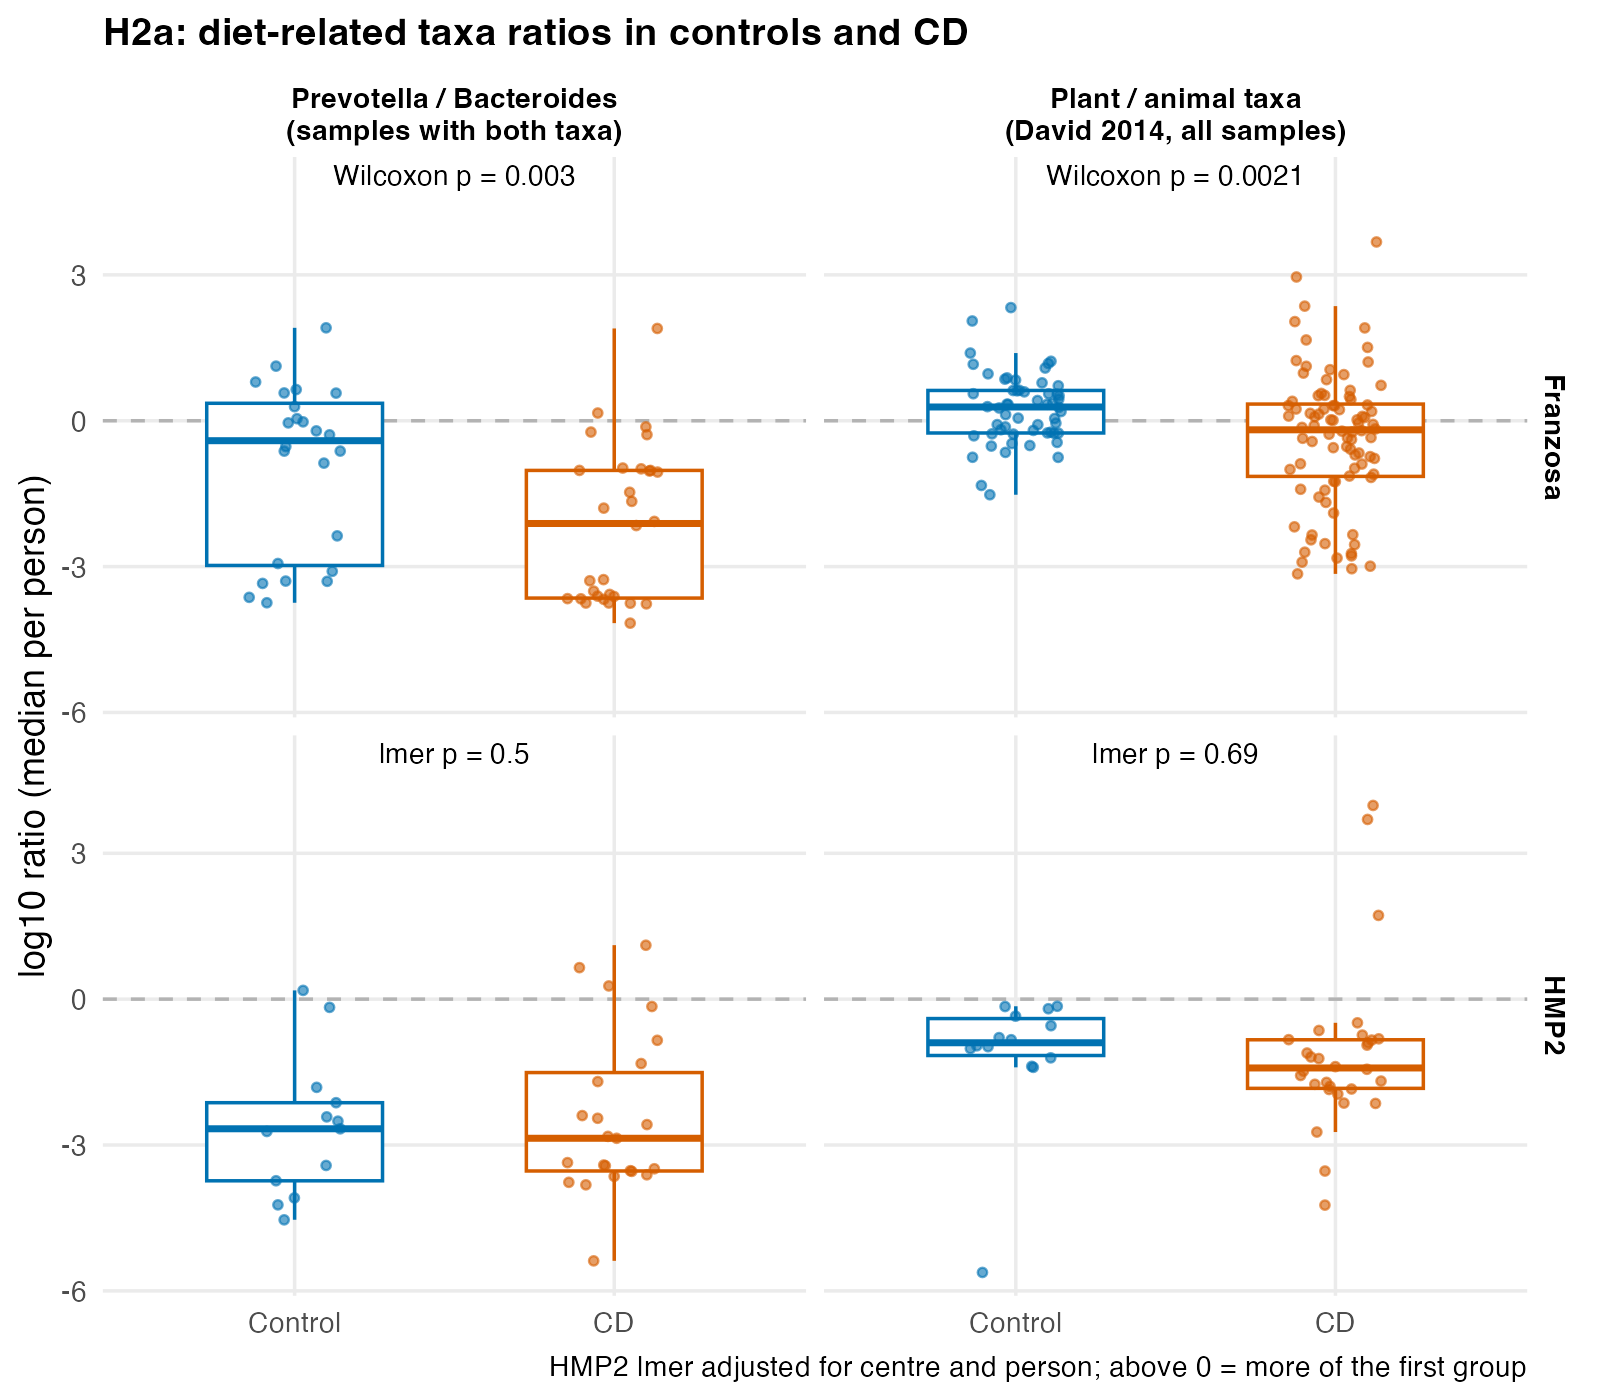 H2a: diet-related taxa ratios in controls and CD
Prevotella / Bacteroides
(samples with both taxa)
Plant / animal taxa
(David 2014, all samples)
Wilcoxon p = 0.003
Wilcoxon p = 0.0021
3
0
-3
-6
Franzosa
log10 ratio (median per person)
lmer p = 0.5
lmer p = 0.69
3
0
-3
-6
HMP2
Control
CD
Control
CD
HMP2 lmer adjusted for centre and person; above 0 = more of the first group